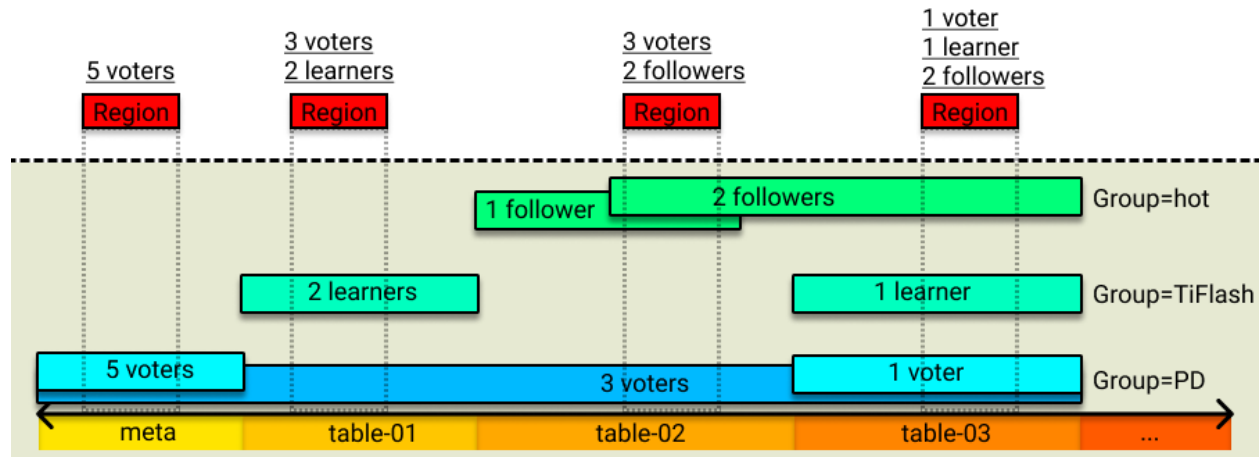 5 voters
3 voters
2 learners
3 voters
2 followers
1 voter
1 learner
2 followers
Region
Region
Region
Region
1 follower
2 followers
Group=hot
2 learners
1 learner
Group=TiFlash
5 voters
3 voters
1 voter
Group=PD
meta
table-01
table-02
table-03
...